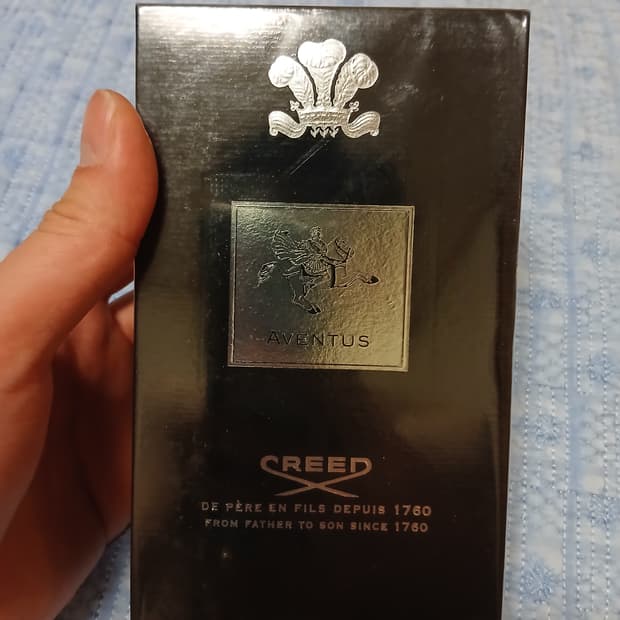 AVENTUS
CREED
DE PÈRE EN FILS DEPUIS 1760
FROM FATHER TO SON SINCE 1760